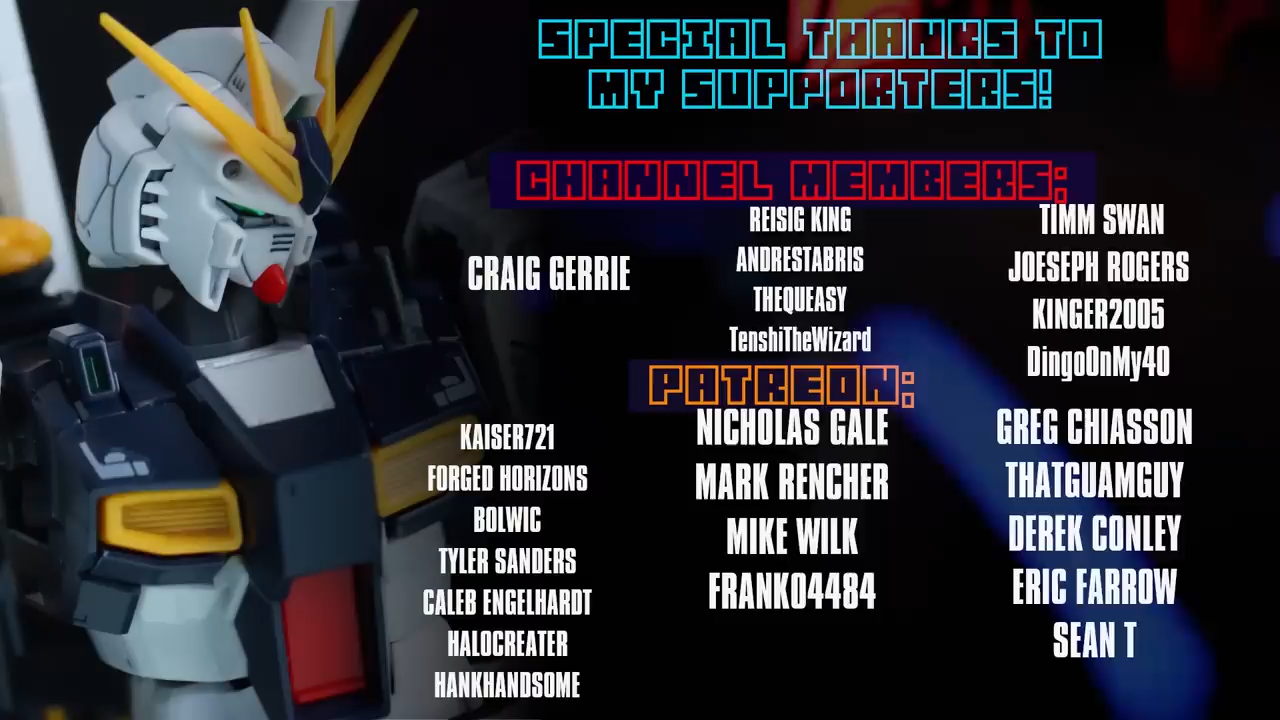 SPECIAL THANKS TO
MY SUPPORTERS!
CHANNEL MEMBERS:
CRAIG GERRIE
REISIG KING
ANDRESTABRIS
THEQUEASY
TenshiTheWizard
TIMM SWAN
JOESEPH ROGERS
KINGER2005
DingoOnMy40
PATREON:
KAISER721
FORGED HORIZONS
BOLWIC
TYLER SANDERS
CALEB ENGELHARDT
HALOCREATER
HANKHANDSOME
NICHOLAS GALE
MARK RENCHER
MIKE WILK
FRANKO4484
GREG CHIASSON
THATGUAMGUY
DEREK CONLEY
ERIC FARROW
SEAN T